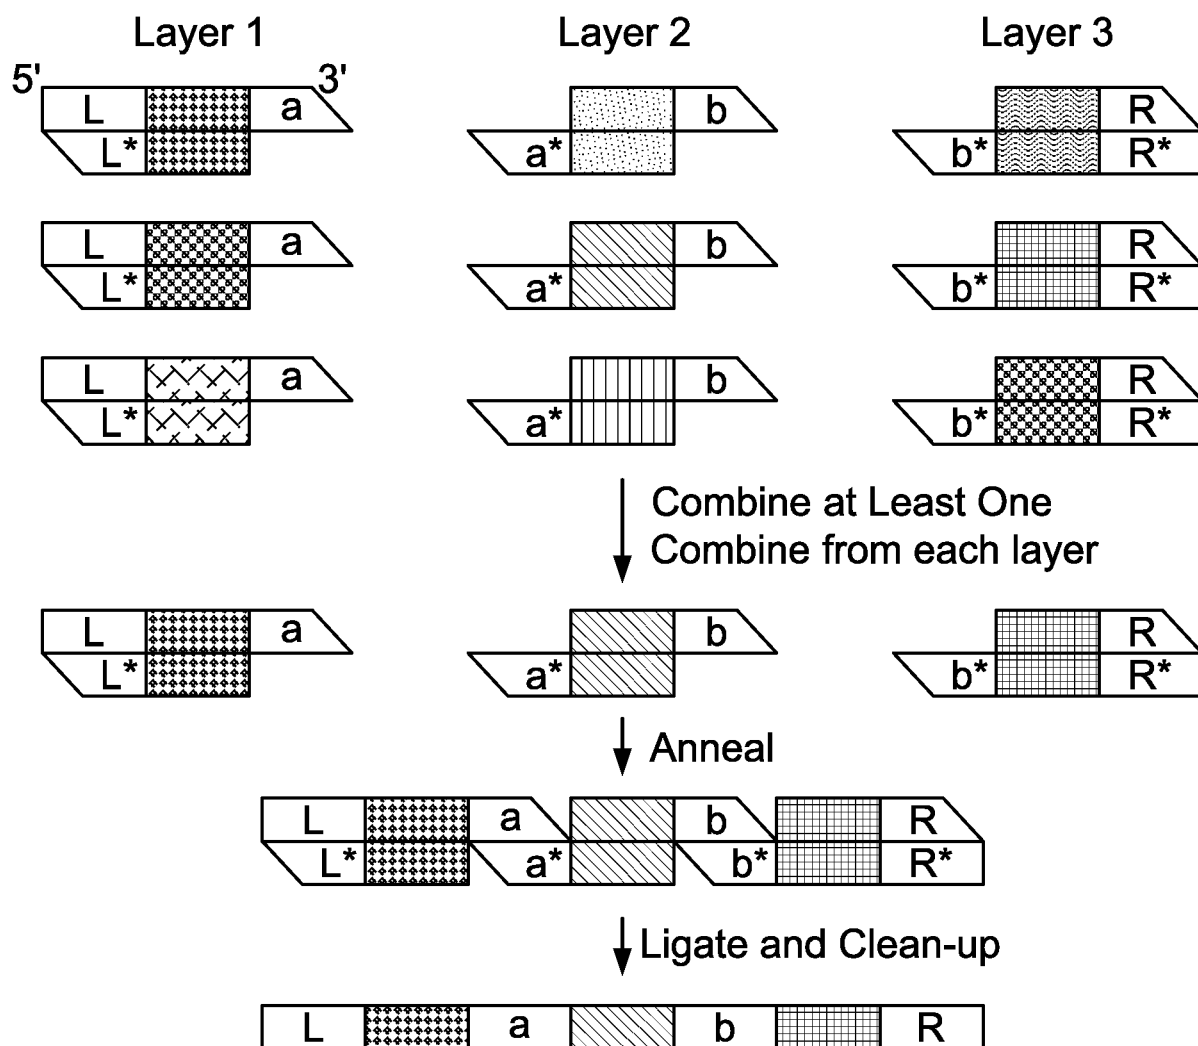 Layer 1 Layer 2 Layer 3
5' 3'
L a b R
L* a* b* R*
L a b R
L* a* b* R*
L a b R
L* a* b* R*
Combine at Least One
Combine from each layer
L a b R
L* a* b* R*
Anneal
L a b R
L* a* b* R*
Ligate and Clean-up
L a b R